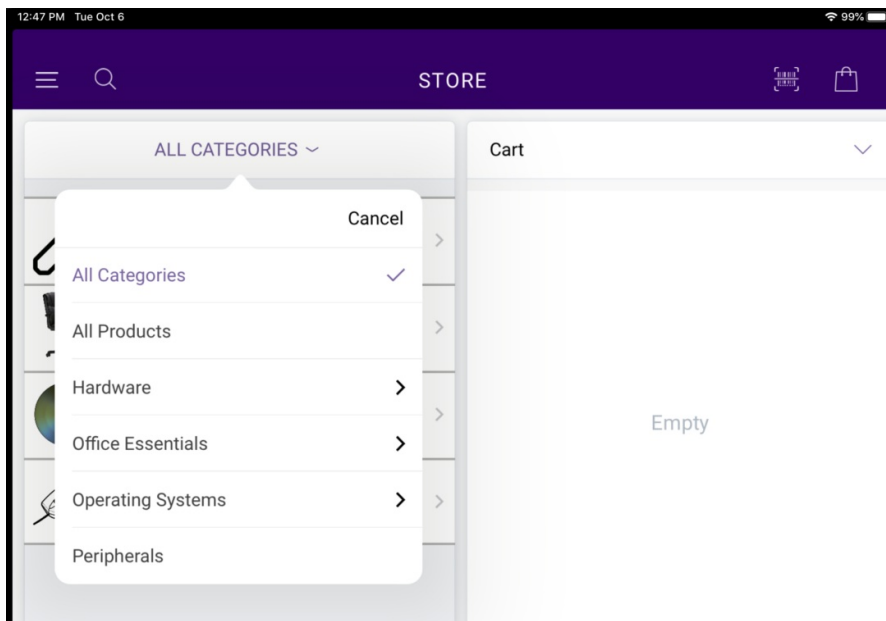 12:47 PM Tue Oct 6
99%
STORE
ALL CATEGORIES
Cart
Cancel
All Categories
All Products
Hardware
Office Essentials
Operating Systems
Peripherals
Empty